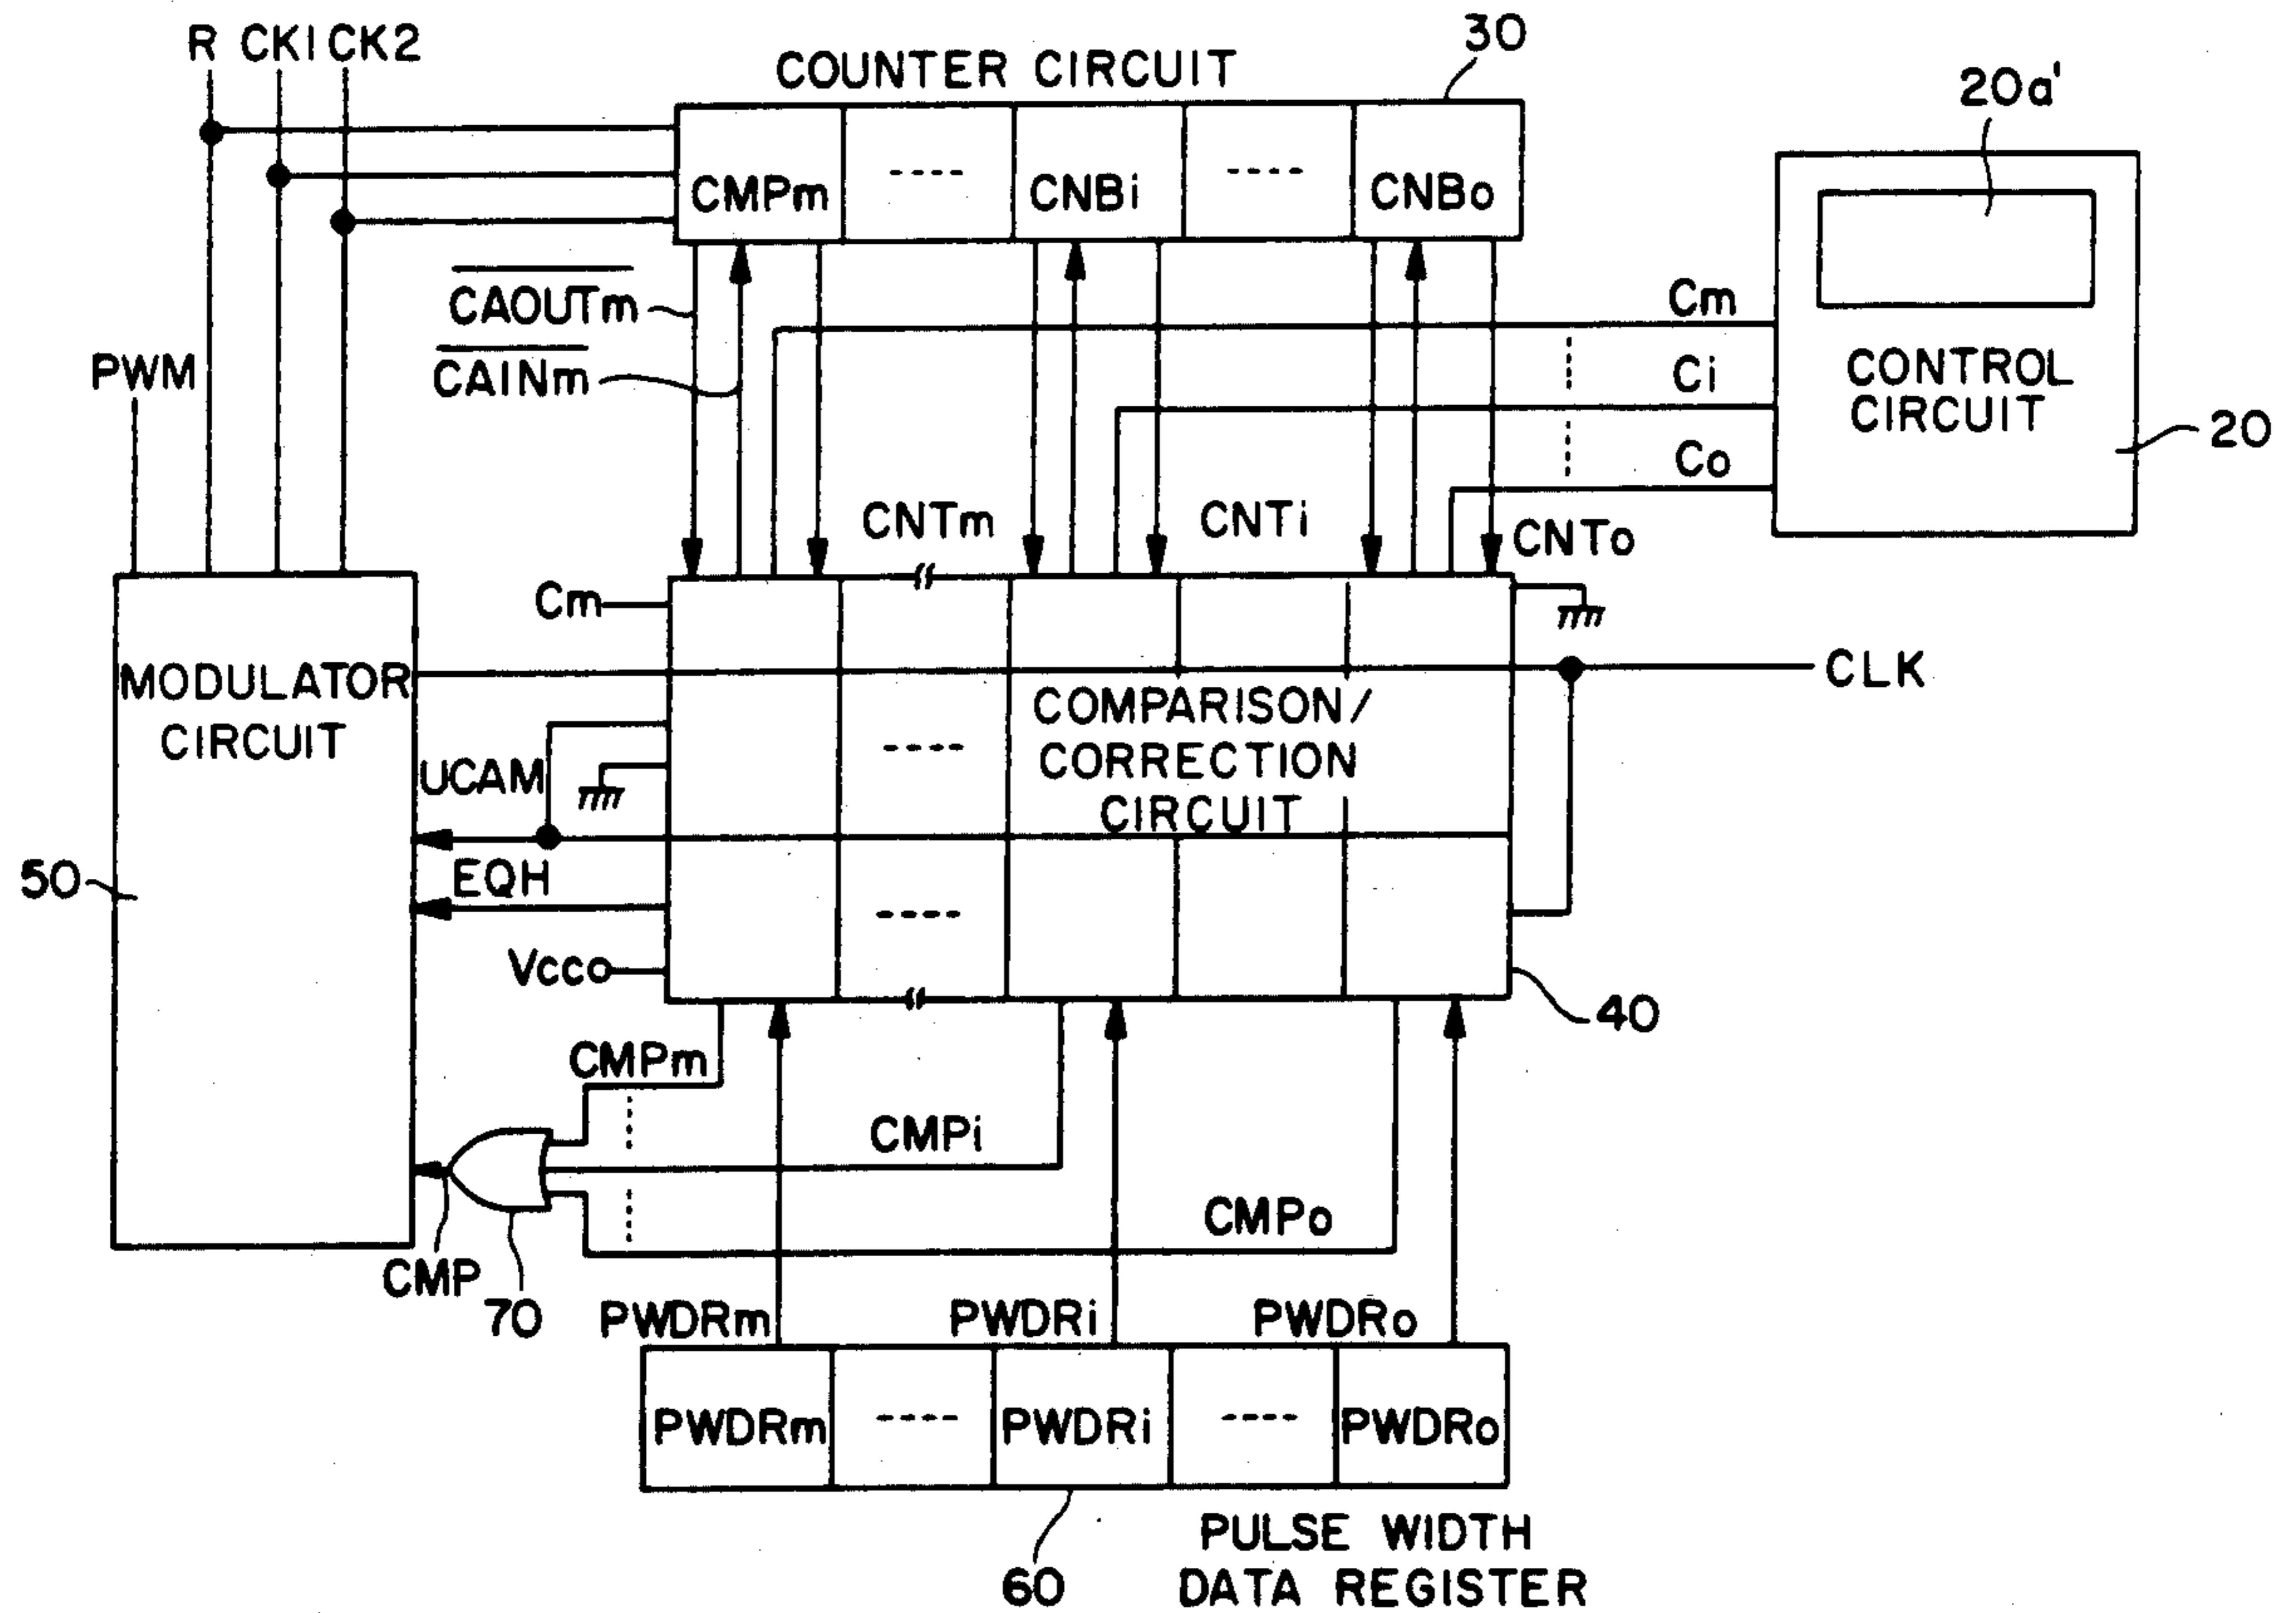 R CK1 CK2
COUNTER CIRCUIT
30
20a'
CMPm
----
CNBi
----
CNBo
CAOUTm
CAINm
PWM
Cm
Ci
Co
CONTROL
CIRCUIT
20
CNTm
CNTi
CNTo
Cm
CLK
MODULATOR
CIRCUIT
COMPARISON/
CORRECTION
CIRCUIT
----
UCAM
50
EQH
----
Vcco
40
CMPm
CMPi
CMPo
CMP
70
PWDRm
PWDRi
PWDRo
PWDRm
----
PWDRi
----
PWDRo
60
PULSE WIDTH
DATA REGISTER